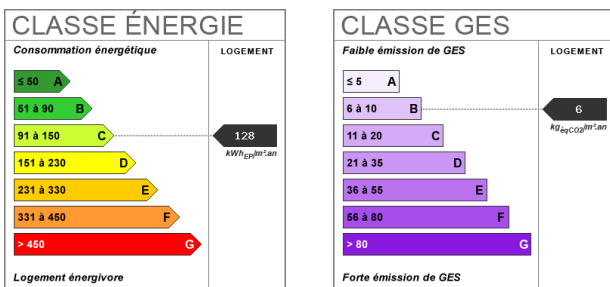 CLASSE ÉNERGIE
Consommation énergétique
LOGEMENT
≤ 50 A
51 à 90 B
91 à 150 C
128
kWhEP/m².an
151 à 230 D
231 à 330 E
331 à 450 F
> 450 G
Logement énergivore
CLASSE GES
Faible émission de GES
LOGEMENT
≤ 5 A
6 à 10 B
6
kgéqCO2/m².an
11 à 20 C
21 à 35 D
36 à 55 E
56 à 80 F
> 80 G
Forte émission de GES